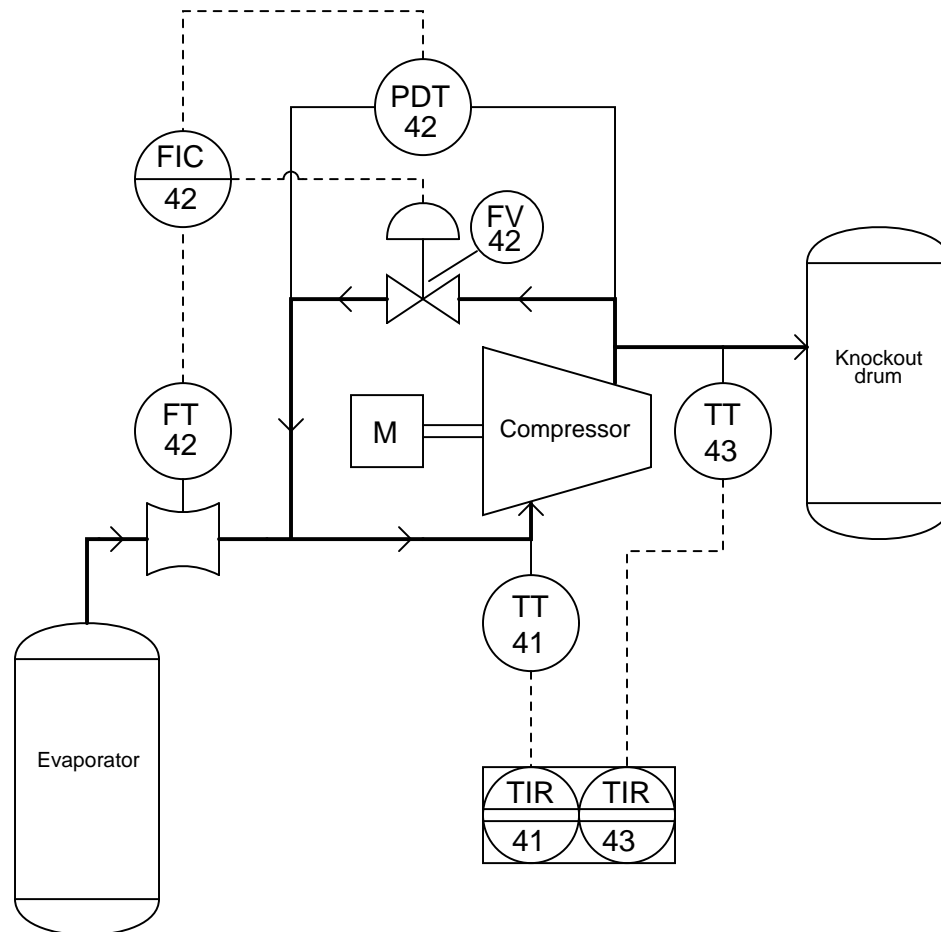 PDT
42
FIC
42
FV
42
Knockout
drum
FT
42
M
Compressor
TT
43
TT
41
Evaporator
TIR
41
TIR
43